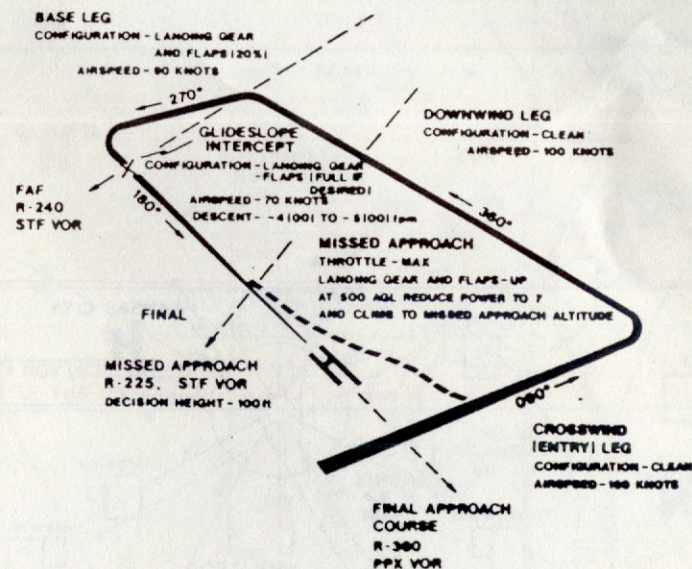 BASE LEG
CONFIGURATION - LANDING GEAR
AND FLAPS (20%)
AIRSPEED - 90 KNOTS
270°
DOWNWIND LEG
CONFIGURATION - CLEAN
AIRSPEED - 100 KNOTS
360°
GLIDESLOPE
INTERCEPT
CONFIGURATION - LANDING GEAR
- FLAPS (FULL IF
DESIRED)
AIRSPEED - 70 KNOTS
DESCENT - -4(00) TO -5(00) fpm
FAF
R-240
STF VOR
180°
MISSED APPROACH
THROTTLE - MAX
LANDING GEAR AND FLAPS - UP
AT 500 AGL REDUCE POWER TO 7
AND CLIMB TO MISSED APPROACH ALTITUDE
FINAL
MISSED APPROACH
R-225, STF VOR
DECISION HEIGHT - 100 ft
090°
CROSSWIND
(ENTRY) LEG
CONFIGURATION - CLEAN
AIRSPEED - 100 KNOTS
FINAL APPROACH
COURSE
R-360
PPX VOR